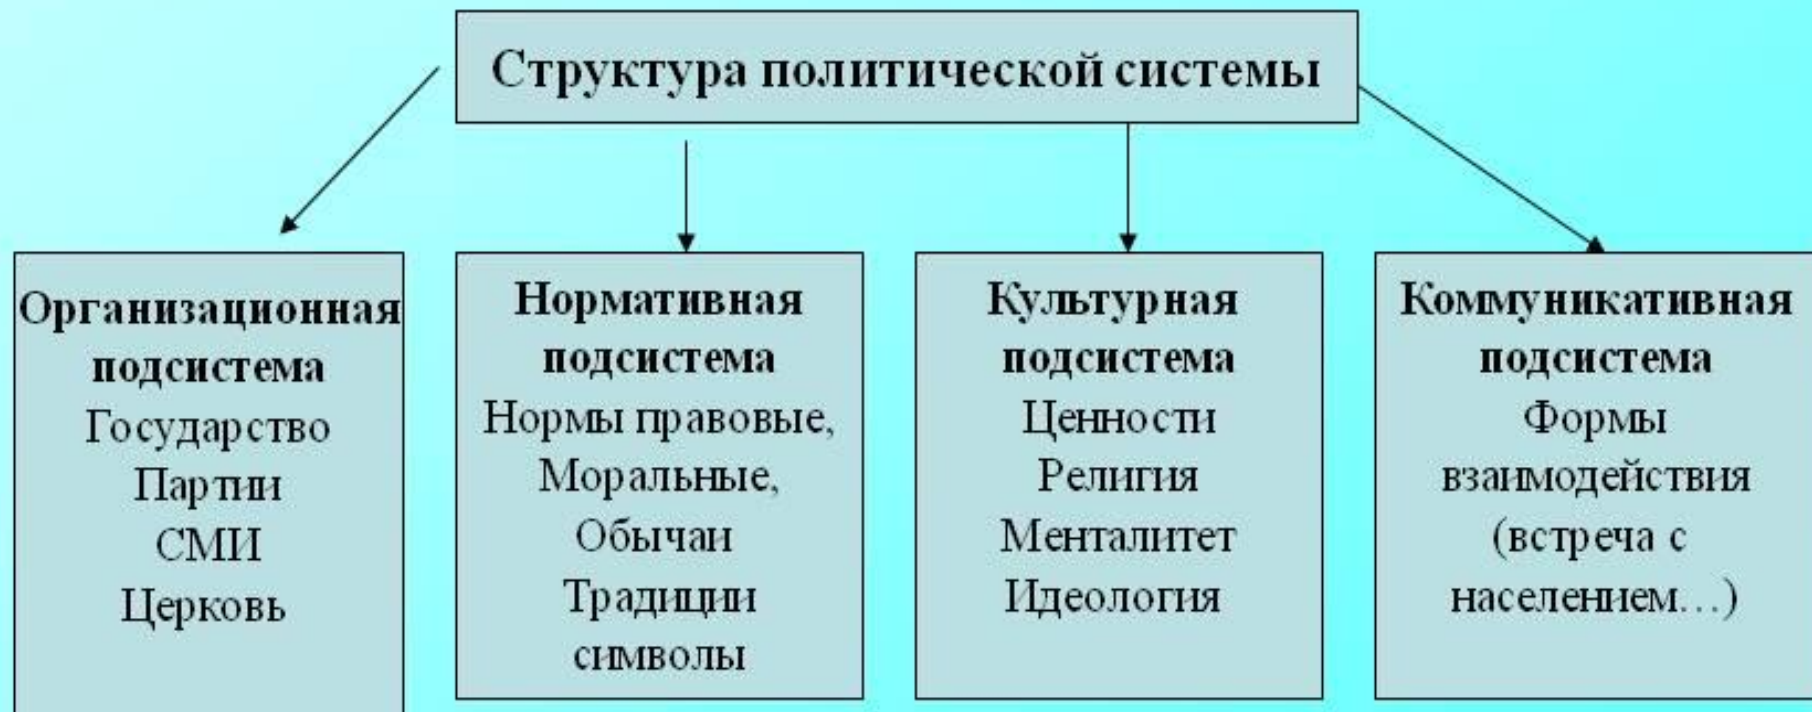 Структура политической системы
Организационная
подсистема
Государство
Партии
СМИ
Церковь
Нормативная
подсистема
Нормы правовые,
Моральные,
Обычаи
Традиции
символы
Культурная
подсистема
Ценности
Религия
Менталитет
Идеология
Коммуникативная
подсистема
Формы
взаимодействия
(встреча с
населением…)